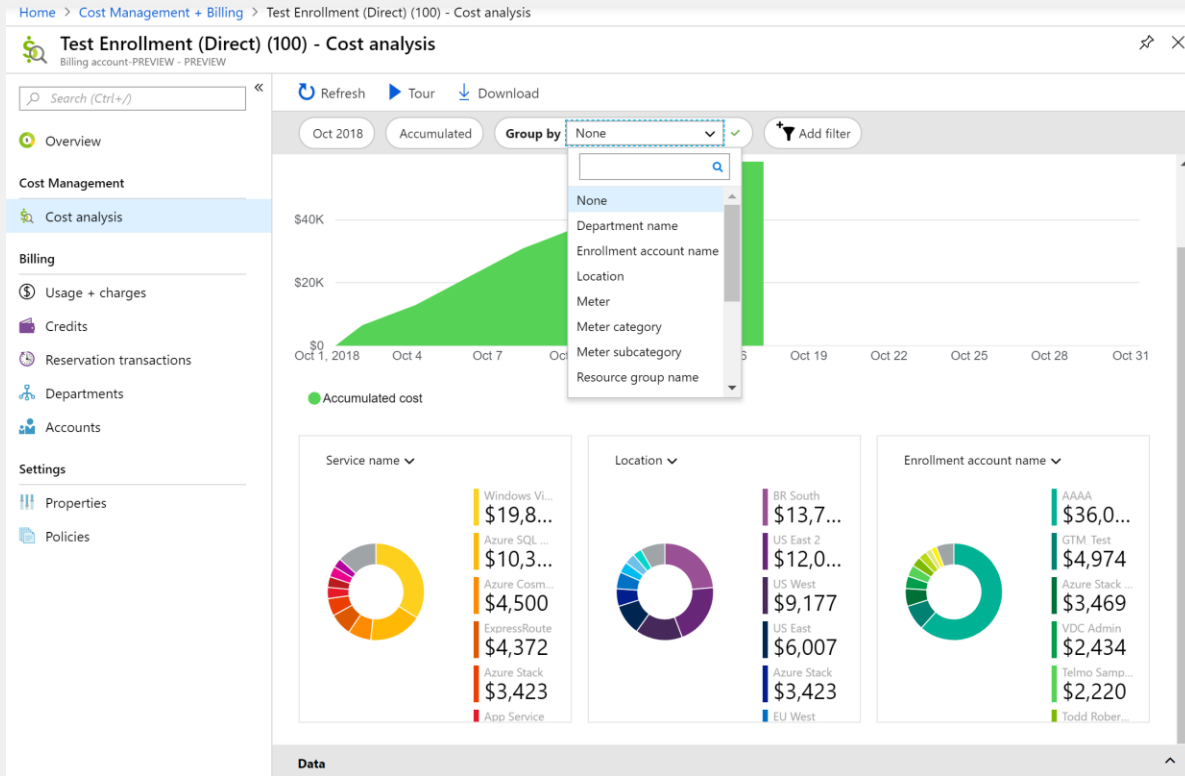 Home > Cost Management + Billing > Test Enrollment (Direct) (100) - Cost analysis
Test Enrollment (Direct) (100) - Cost analysis
Billing account-PREVIEW - PREVIEW
Search (Ctrl+/)
«
Refresh Tour Download
Oct 2018 Accumulated Group by None Add filter
Overview
Cost Management
Cost analysis
Billing
Usage + charges
Credits
Reservation transactions
Departments
Accounts
Settings
Properties
Policies
None
Department name
Enrollment account name
Location
Meter
Meter category
Meter subcategory
Resource group name
$40K
$20K
$0
Oct 1, 2018 Oct 4 Oct 7 Oct 19 Oct 22 Oct 25 Oct 28 Oct 31
Accumulated cost
Service name
Windows Vi...
$19,8...
Azure SQL ...
$10,3...
Azure Cosm...
$4,500
ExpressRoute
$4,372
Azure Stack
$3,423
App Service
Location
BR South
$13,7...
US East 2
$12,0...
US West
$9,177
US East
$6,007
Azure Stack
$3,423
EU West
Enrollment account name
AAAA
$36,0...
GTM Test
$4,974
Azure Stack ...
$3,469
VDC Admin
$2,434
Telmo Samp...
$2,220
Todd Rober...
Data